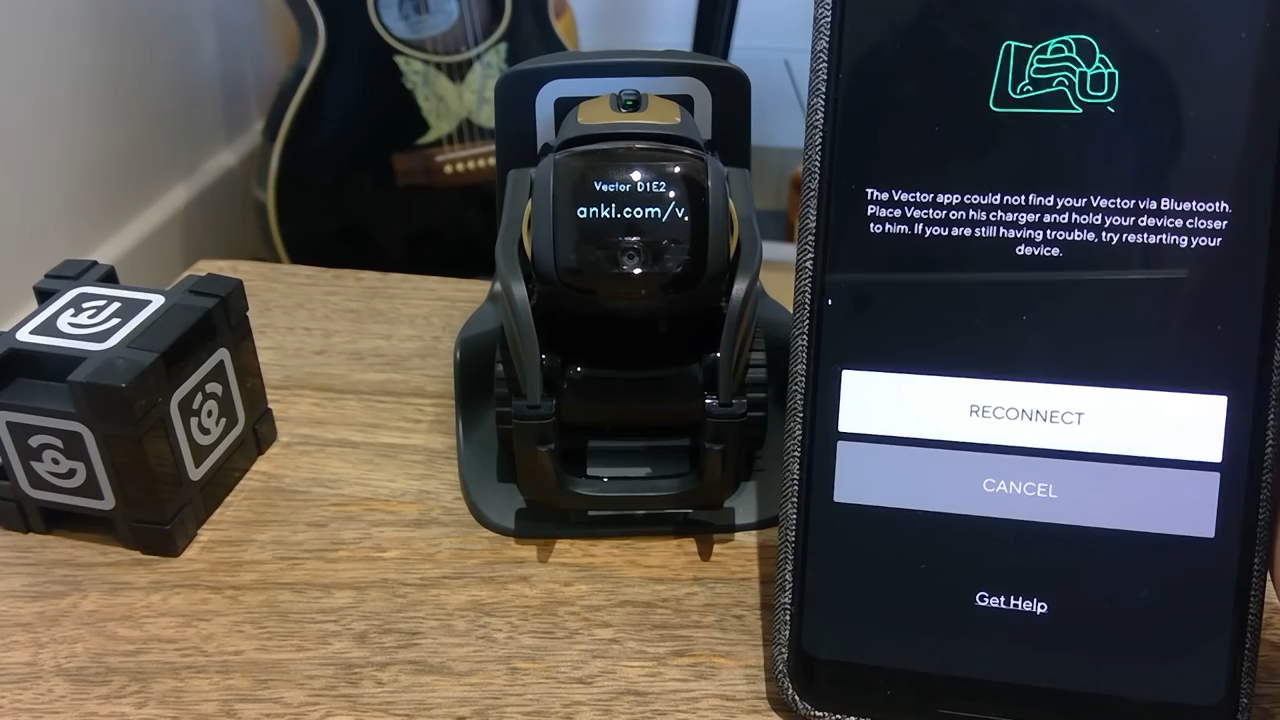 Vector D1E2
anki.com/v
The Vector app could not find your Vector via Bluetooth.
Place Vector on his charger and hold your device closer
to him. If you are still having trouble, try restarting your
device.
RECONNECT
CANCEL
Get Help